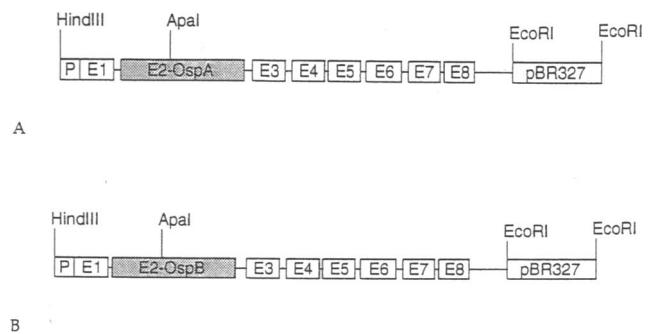 HindIII ApaI EcoRI EcoRI
P E1 E2-OspA E3 E4 E5 E6 E7 E8 pBR327
A
HindIII ApaI EcoRI EcoRI
P E1 E2-OspB E3 E4 E5 E6 E7 E8 pBR327
B